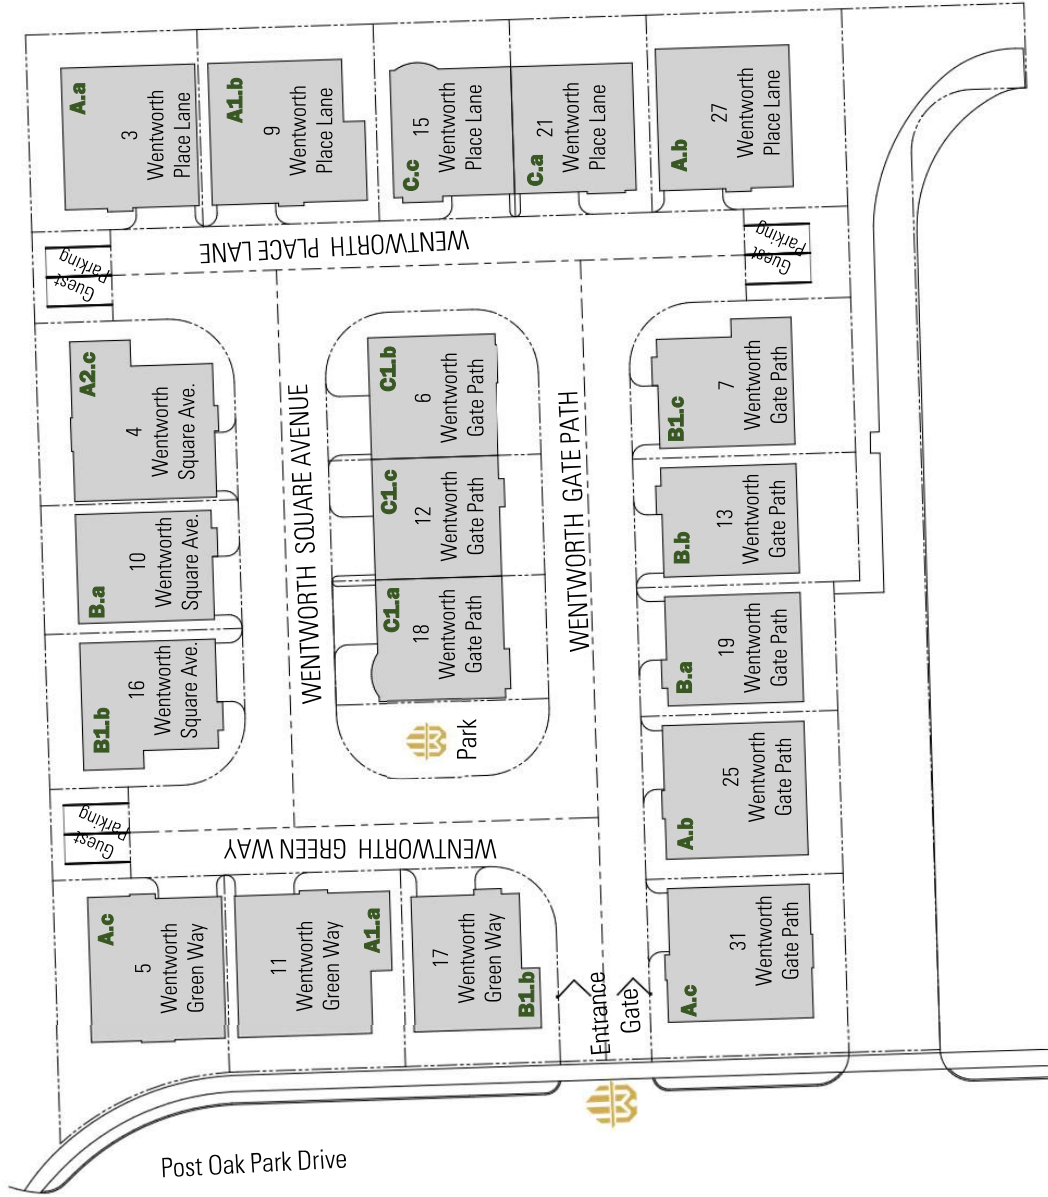 A.a
3
Wentworth
Place Lane
A1.b
9
Wentworth
Place Lane
C.c
15
Wentworth
Place Lane
C.a
21
Wentworth
Place Lane
A.b
27
Wentworth
Place Lane
WENTWORTH PLACE LANE
Guest
Parking
Guest
Parking
A2.c
4
Wentworth
Square Ave.
B.a
10
Wentworth
Square Ave.
B1.b
16
Wentworth
Square Ave.
WENTWORTH SQUARE AVENUE
C1.b
6
Wentworth
Gate Path
C1.c
12
Wentworth
Gate Path
C1.a
18
Wentworth
Gate Path
Park
WENTWORTH GATE PATH
B1.c
7
Wentworth
Gate Path
B.b
13
Wentworth
Gate Path
B.a
19
Wentworth
Gate Path
A.b
25
Wentworth
Gate Path
A.c
31
Wentworth
Gate Path
Guest
Parking
WENTWORTH GREEN WAY
A.c
5
Wentworth
Green Way
A1.a
11
Wentworth
Green Way
B1.b
17
Wentworth
Green Way
Entrance
Gate
Post Oak Park Drive